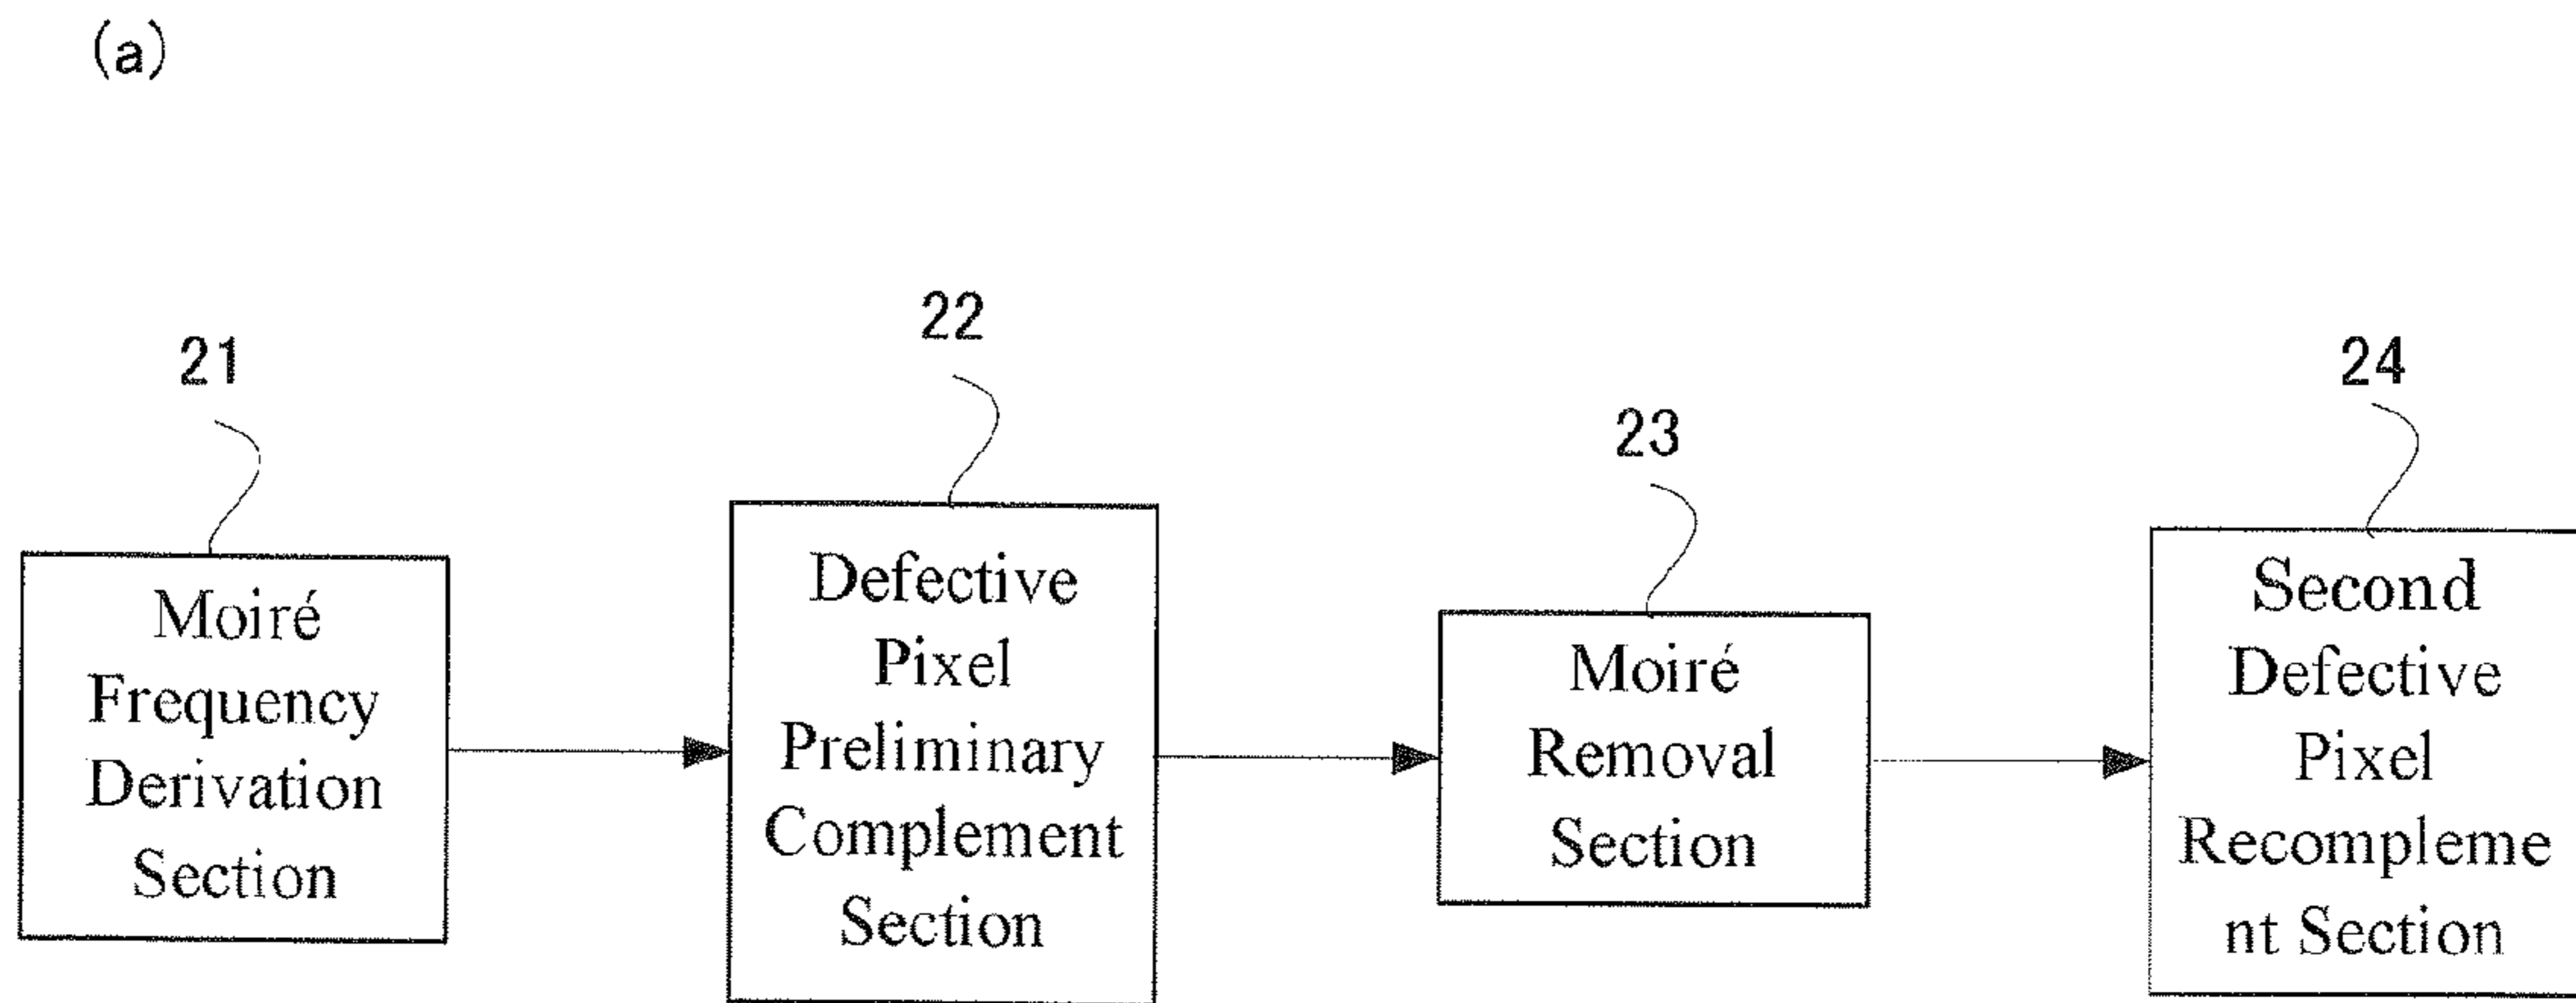 (a)
21
Moiré
Frequency
Derivation
Section
22
Defective
Pixel
Preliminary
Complement
Section
23
Moiré
Removal
Section
24
Second
Defective
Pixel
Recompleme
nt Section